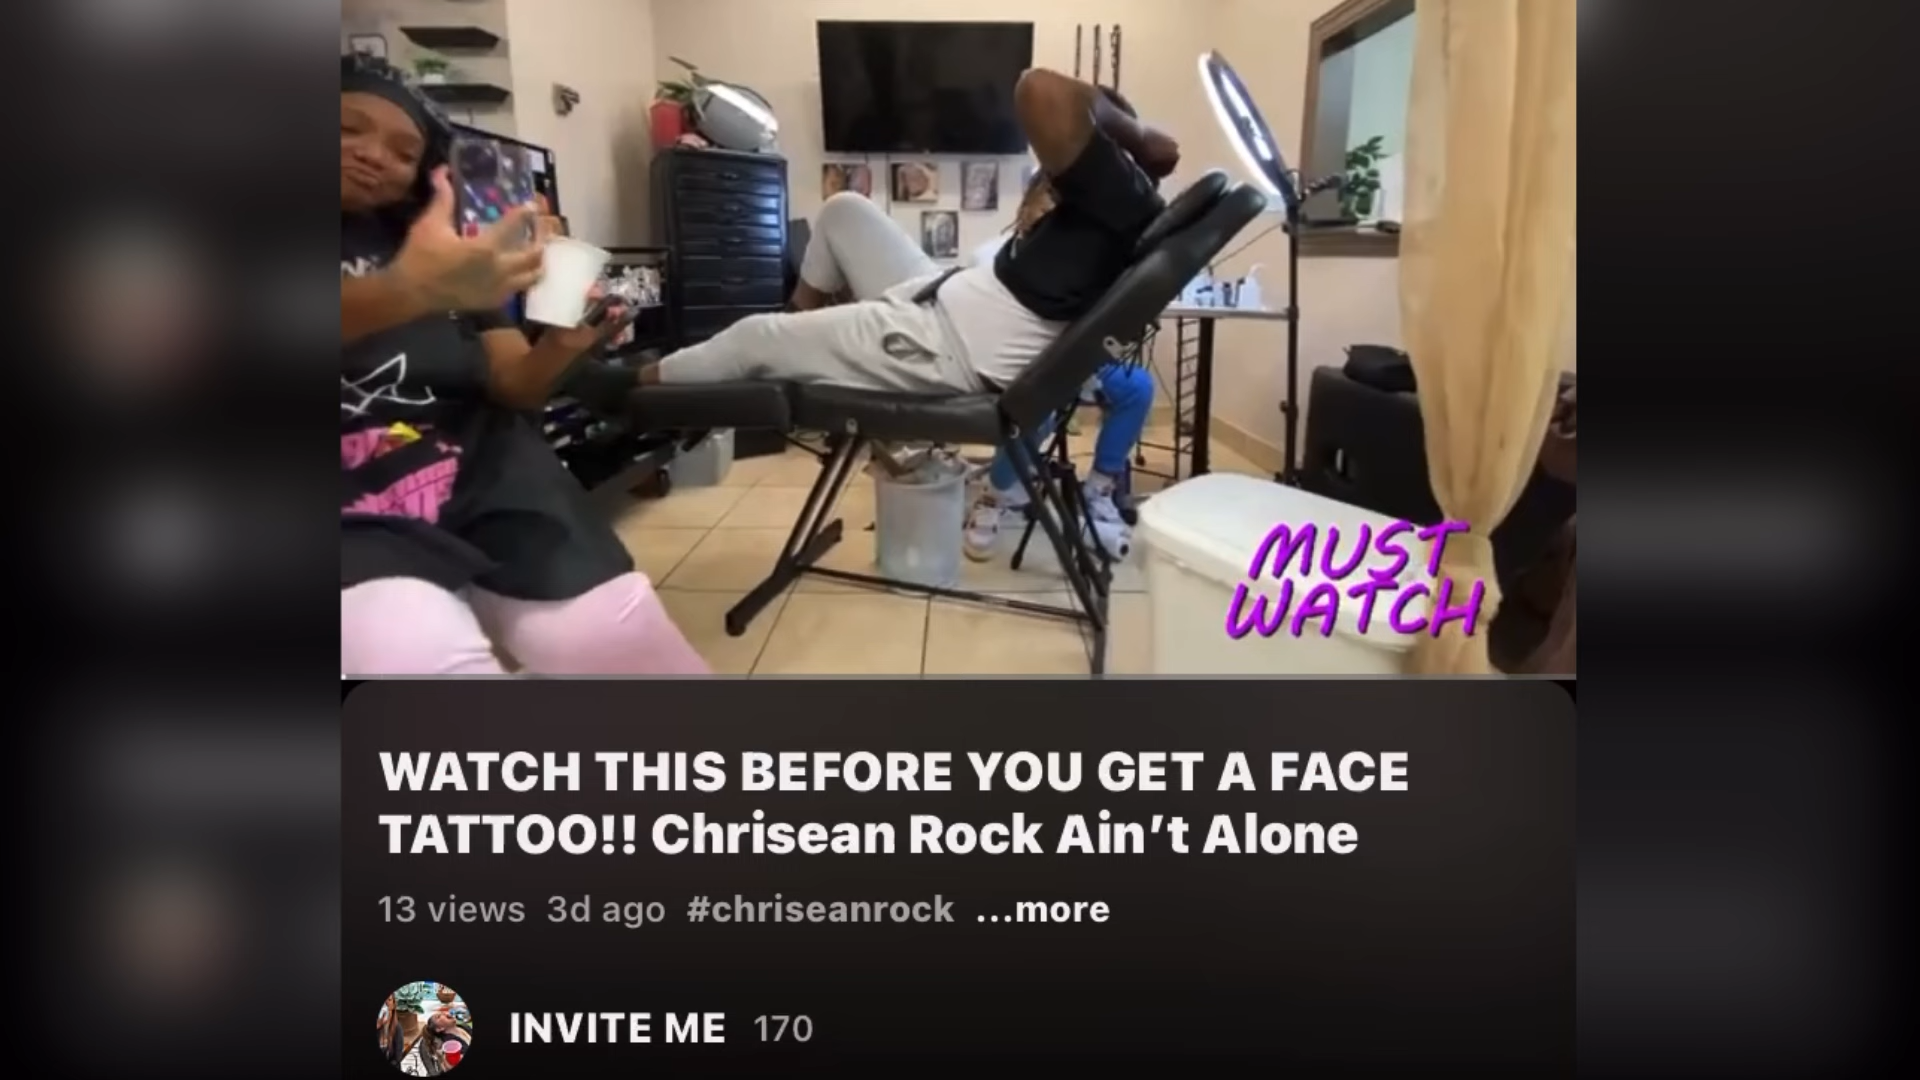 MUST
WATCH
WATCH THIS BEFORE YOU GET A FACE
TATTOO!! Chrisean Rock Ain’t Alone
13 views 3d ago #chriseanrock ...more
INVITE ME 170